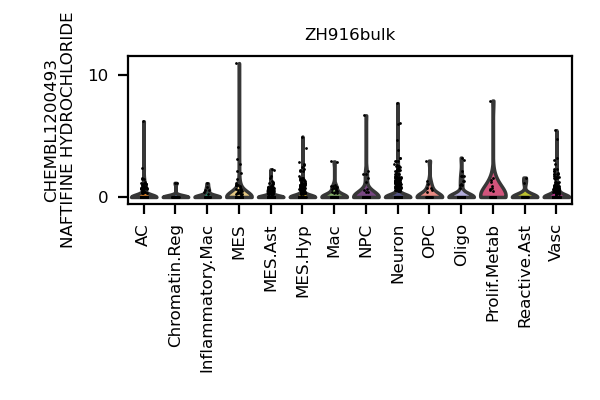 ZH916bulk
CHEMBL1200493
NAFTIFINE HYDROCHLORIDE
10
0
AC
Chromatin.Reg
Inflammatory.Mac
MES
MES.Ast
MES.Hyp
Mac
NPC
Neuron
OPC
Oligo
Prolif.Metab
Reactive.Ast
Vasc